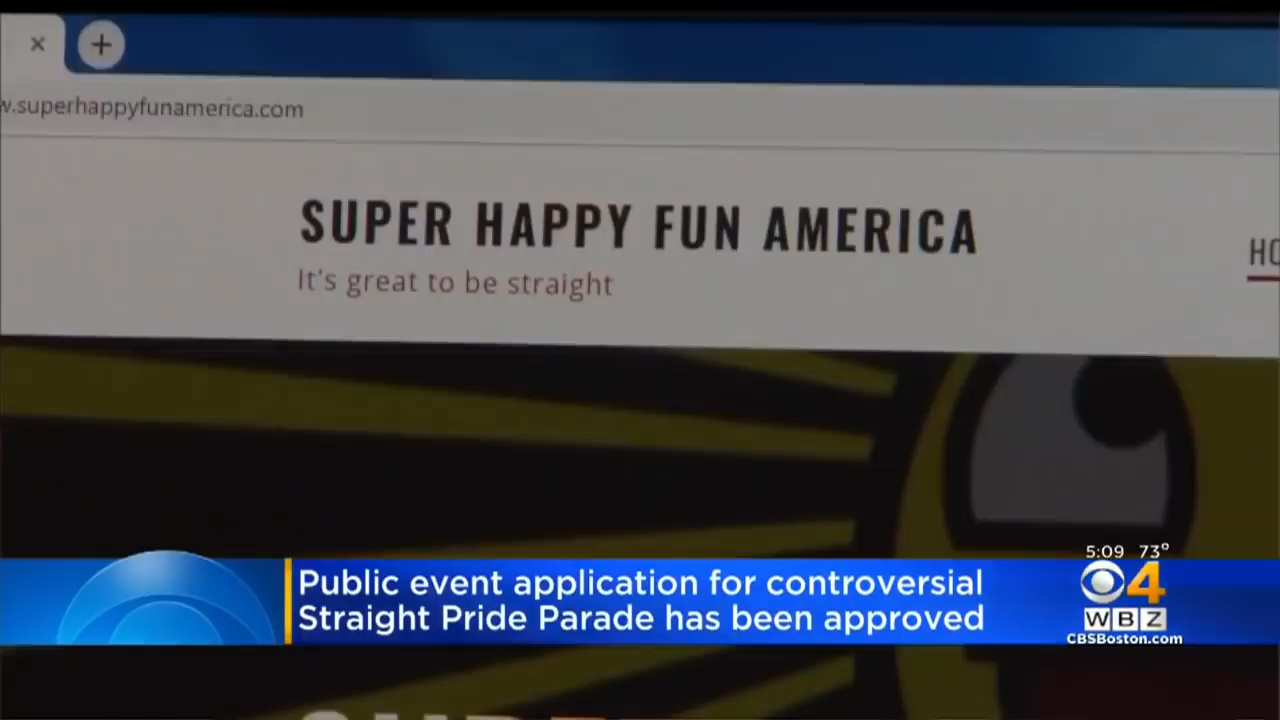 × +
w.superhappyfunamerica.com
SUPER HAPPY FUN AMERICA
HO
It's great to be straight
5:09 73°
Public event application for controversial
Straight Pride Parade has been approved
4
WBZ
CBSBoston.com